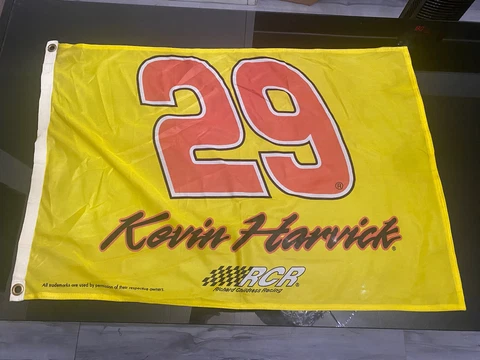 29®
Kevin Harvick®
RCR®
Richard Childress Racing
All trademarks are used by permission of their respective owners.